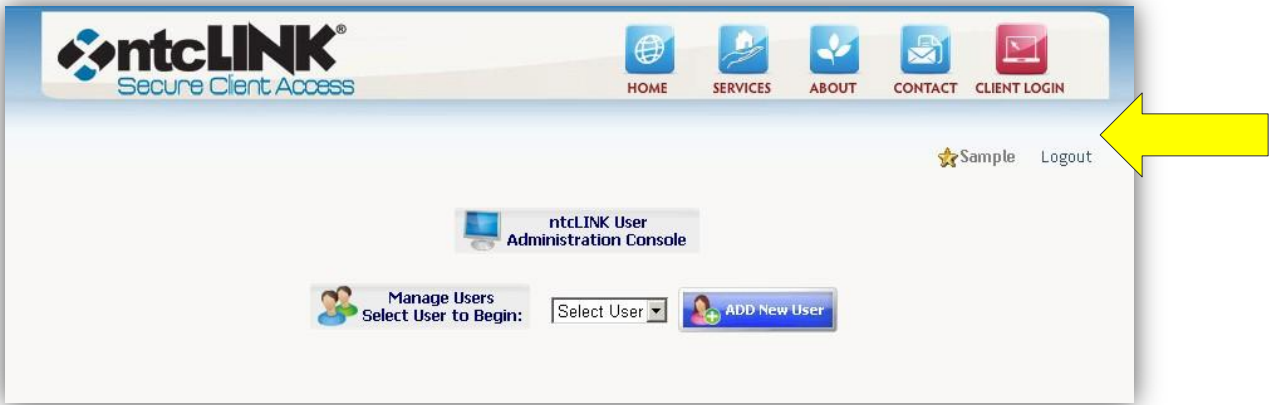 ntcLINK®
Secure Client Access
HOME SERVICES ABOUT CONTACT CLIENT LOGIN
Sample Logout
ntcLINK User
Administration Console
Manage Users
Select User to Begin:
Select User
ADD New User